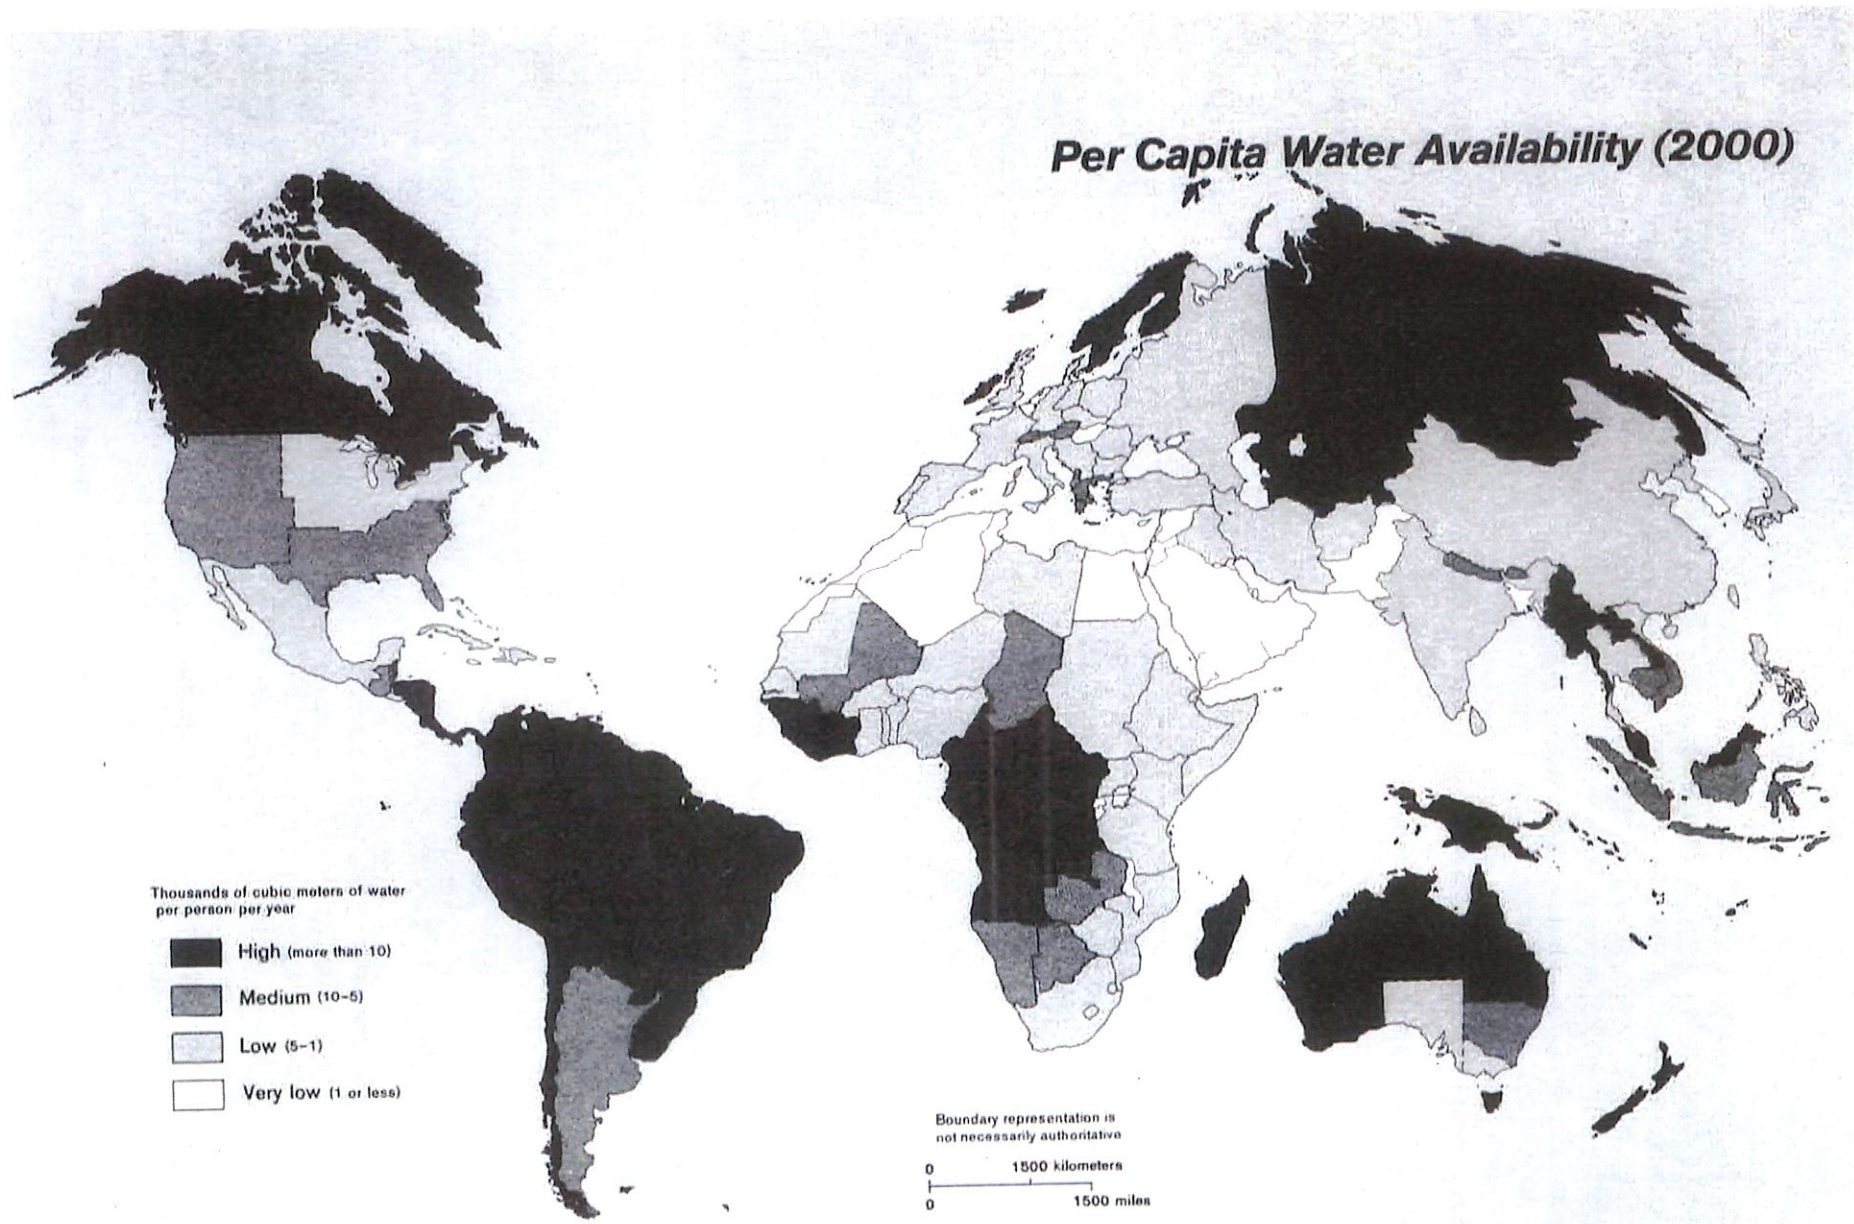 Per Capita Water Availability (2000)
Thousands of cubic meters of water
per person per year
High (more than 10)
Medium (10-5)
Low (5-1)
Very low (1 or less)
Boundary representation is
not necessarily authoritative
0 1500 kilometers
0 1500 miles